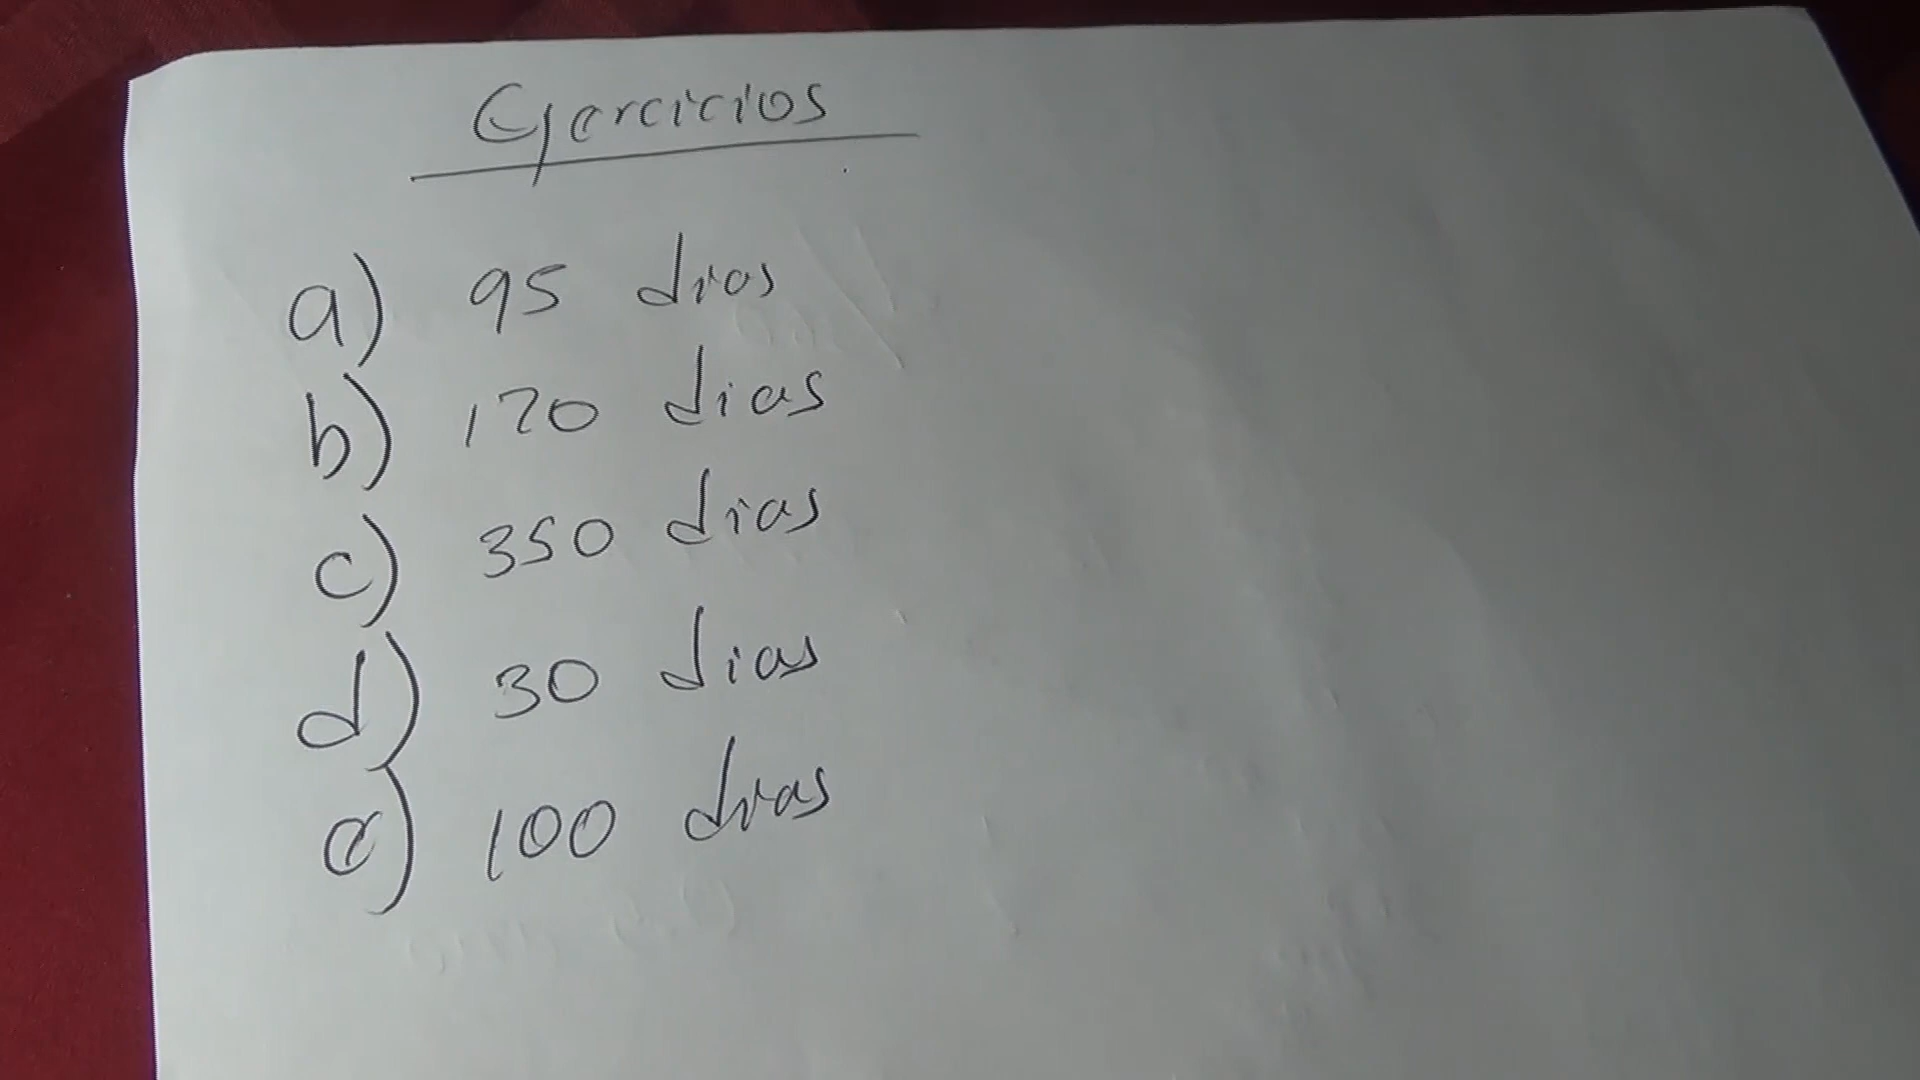 Ejercicios
a) 95 dias
b) 120 dias
c) 350 dias
d) 30 dias
e) 100 dias